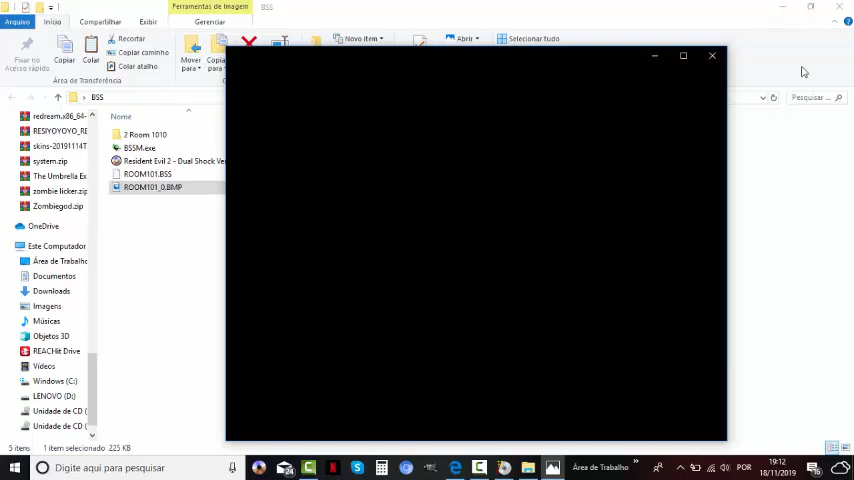 Ferramentas de Imagem
BSS
Arquivo
Início
Compartilhar
Exibir
Gerenciar
Fixar no
Acesso rápido
Copiar
Colar
Recortar
Copiar caminho
Colar atalho
Área de Transferência
Mover
para
Copiar
para
Novo item
Abrir
Selecionar tudo
BSS
Pesquisar ...
Nome
redream.x86_64-
RESIYOYOYO_RE
skins-20191114T
system.zip
The Umbrella Ex
zombie licker.zip
Zombiegod.zip
OneDrive
Este Computador
Área de Trabalho
Documentos
Downloads
Imagens
Músicas
Objetos 3D
REACHit Drive
Vídeos
Windows (C:)
LENOVO (D:)
Unidade de CD (
Unidade de CD (
2 Room 1010
BSSM.exe
Resident Evil 2 - Dual Shock Ver
ROOM101.BSS
ROOM101_0.BMP
5 itens
1 item selecionado 225 KB
Digite aqui para pesquisar
24
Área de Trabalho
POR
19:12
18/11/2019
16